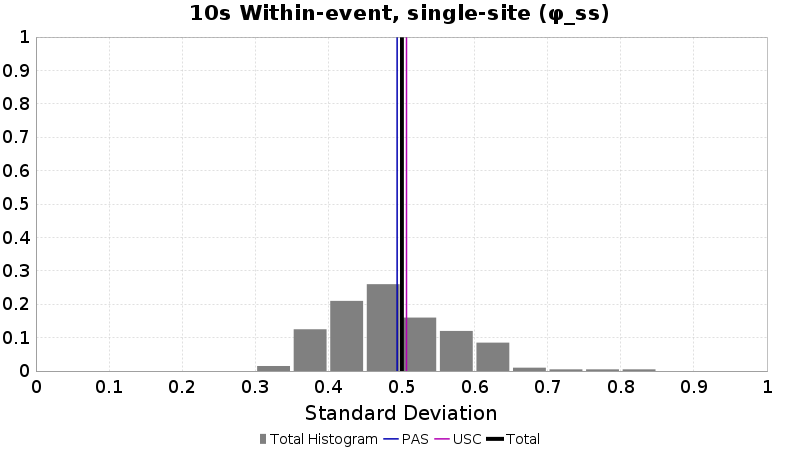 10s Within-event, single-site (φ_ss)
1
0.9
0.8
0.7
0.6
0.5
0.4
0.3
0.2
0.1
0
0 0.1 0.2 0.3 0.4 0.5 0.6 0.7 0.8 0.9 1
Standard Deviation
Total Histogram PAS USC Total